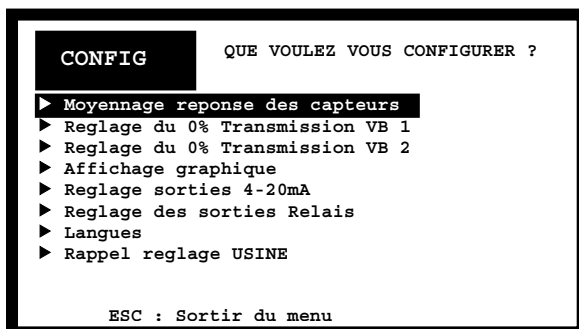 CONFIG
QUE VOULEZ VOUS CONFIGURER ?
Moyennage reponse des capteurs
Reglage du 0% Transmission VB 1
Reglage du 0% Transmission VB 2
Affichage graphique
Reglage sorties 4-20mA
Reglage des sorties Relais
Langues
Rappel reglage USINE
ESC : Sortir du menu